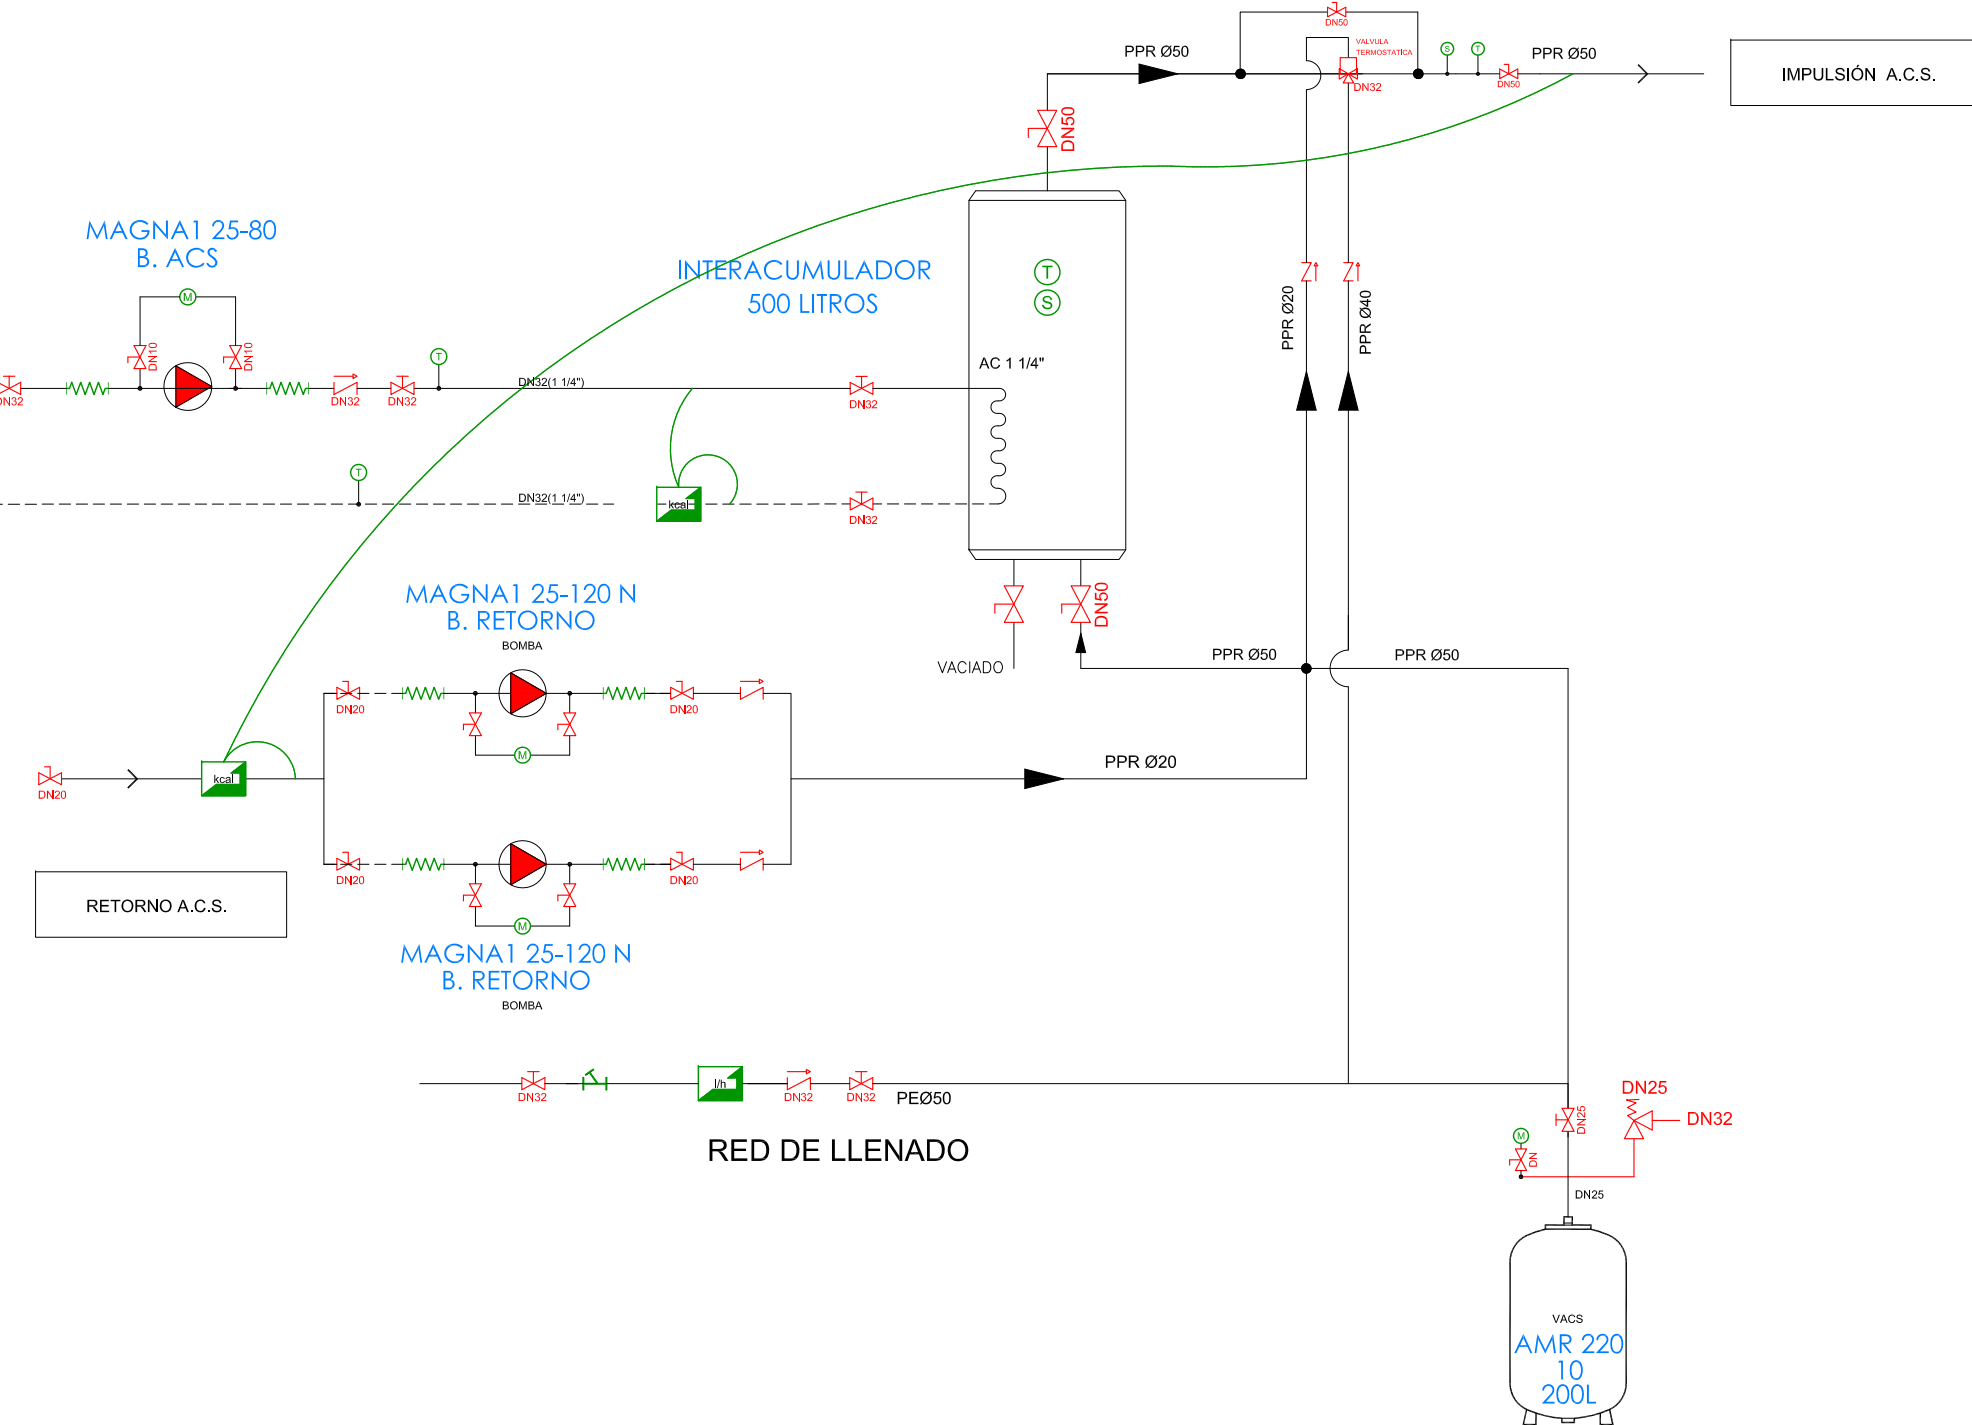 DN50
PPR Ø50
VALVULA
TERMOSTATICA
S
T
PPR Ø50
IMPULSIÓN A.C.S.
DN32
DN50
DN50
MAGNA1 25-80
B. ACS
INTERACUMULADOR
500 LITROS
T
S
M
DN10
DN10
PPR Ø20
PPR Ø40
T
AC 1 1/4"
DN32(1 1/4")
DN32
DN32
DN32
DN32
T
DN32(1 1/4")
kcal
DN32
MAGNA1 25-120 N
B. RETORNO
BOMBA
DN50
VACIADO
PPR Ø50
PPR Ø50
DN20
DN20
M
PPR Ø20
kcal
DN20
DN20
DN20
M
RETORNO A.C.S.
MAGNA1 25-120 N
B. RETORNO
BOMBA
l/h
DN32
DN32
DN32
PEØ50
RED DE LLENADO
DN25
DN32
DN25
M
DN
DN25
VACS
AMR 220
10
200L